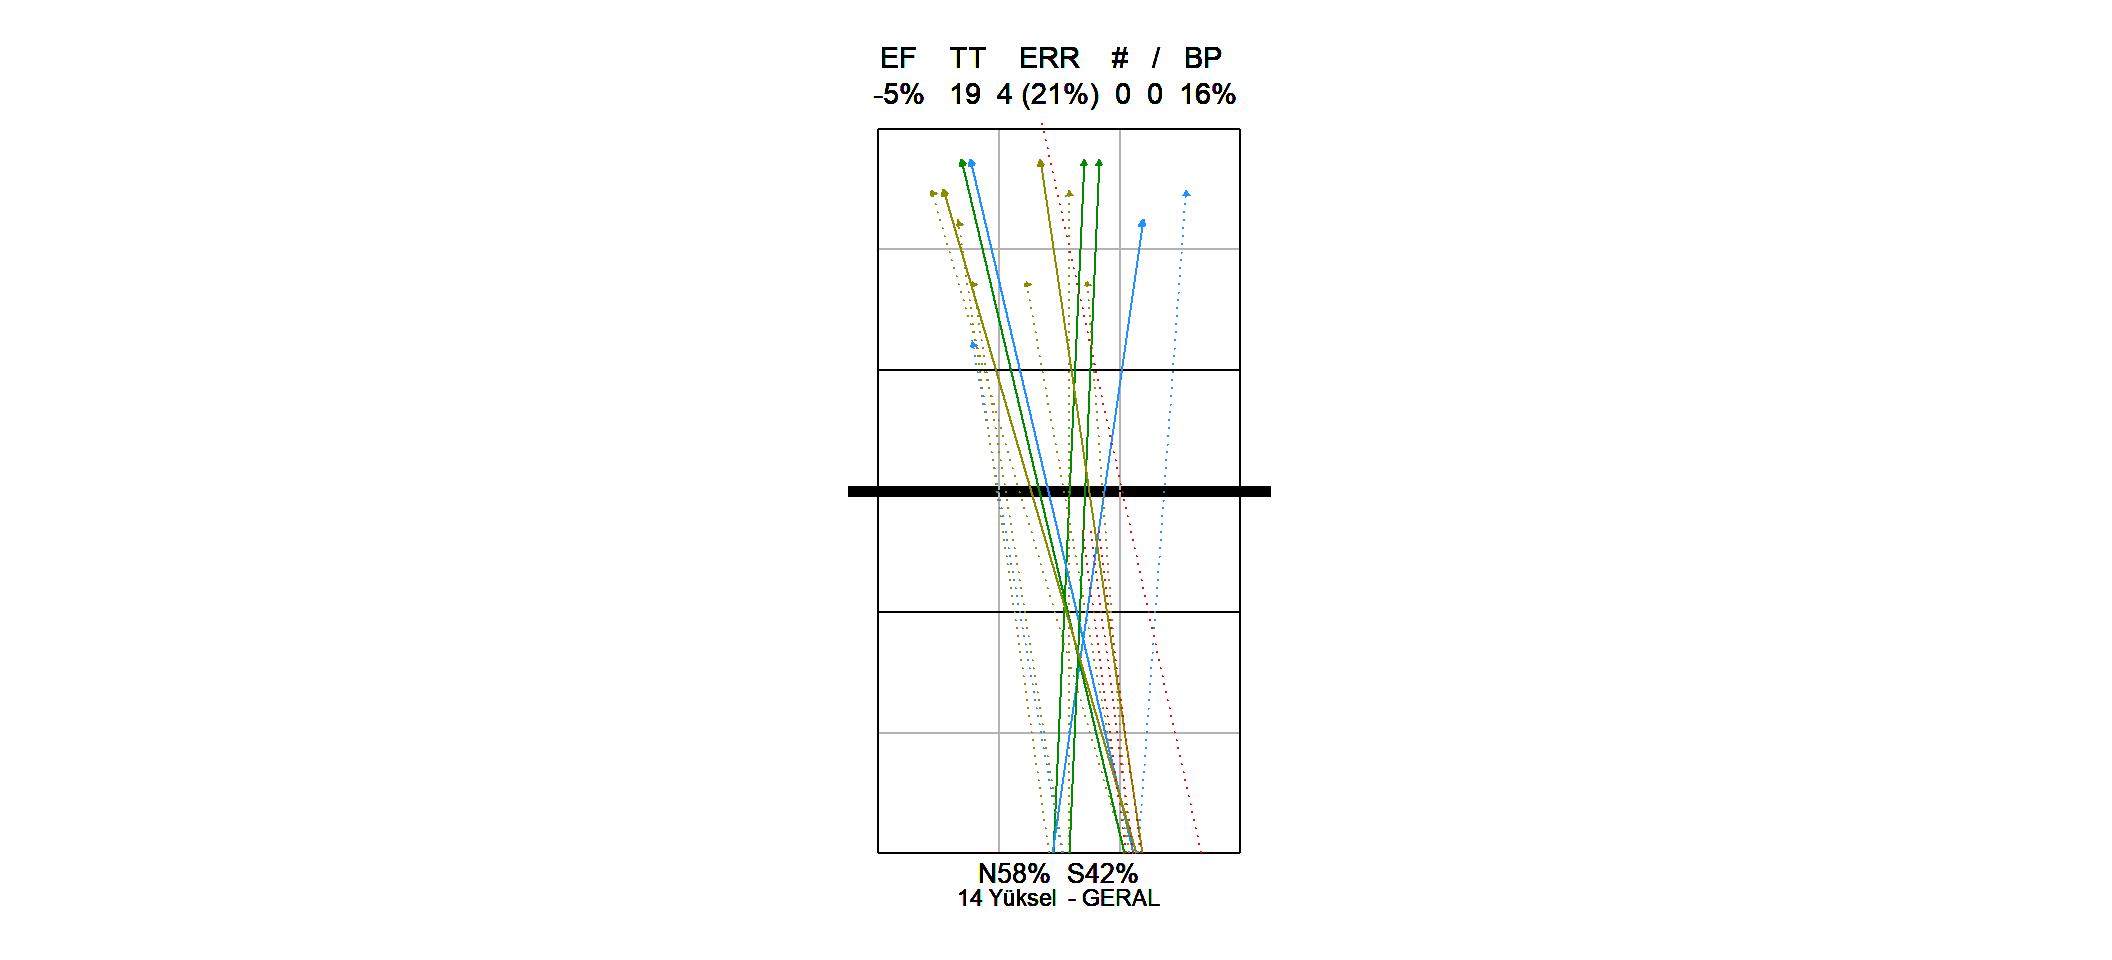 EF TT ERR # / BP
-5% 19 4 (21%) 0 0 16%
N58% S42%
14 Yüksel - GERAL